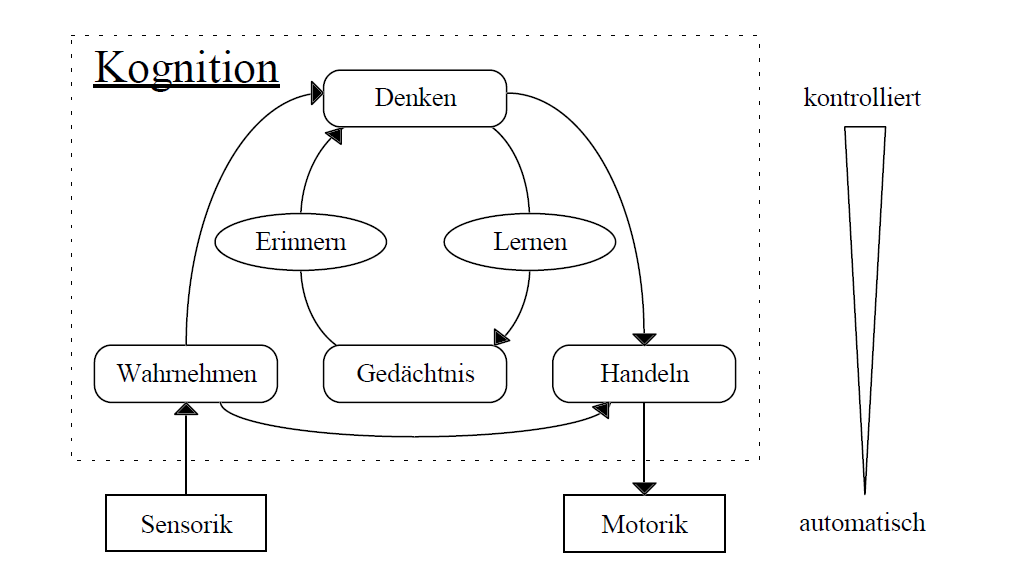 Kognition
Denken
kontrolliert
Erinnern
Lernen
Wahrnehmen
Gedächtnis
Handeln
Sensorik
Motorik
automatisch